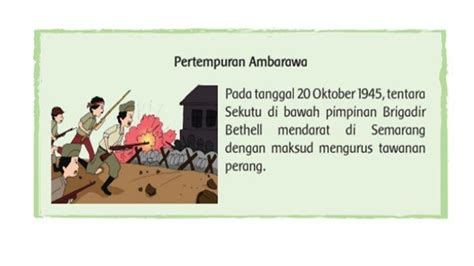 Pertempuran Ambarawa
Pada tanggal 20 Oktober 1945, tentara
Sekutu di bawah pimpinan Brigadir
Bethell mendarat di Semarang
dengan maksud mengurus tawanan
perang.